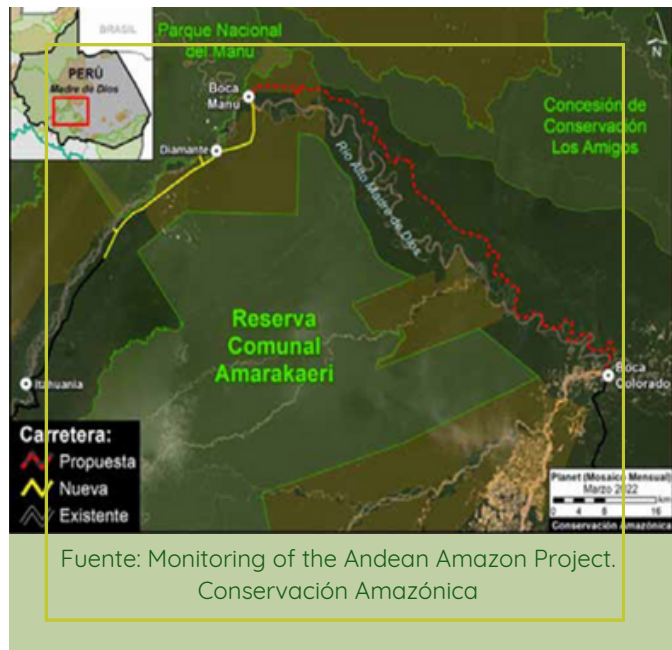 BRASIL
PERÚ
Madre de Dios
Parque Nacional
del Manu
N
Boca
Manu
Diamante
Concesión de
Conservación
Los Amigos
Río Alto Madre de Dios
Reserva
Comunal
Amarakaeri
Itahuania
Boca
Colorado
Carretera:
Propuesta
Nueva
Existente
Planet (Mosaico Mensual)
Marzo 2022
km
0 4 8 16
Conservación Amazónica
Fuente: Monitoring of the Andean Amazon Project.
Conservación Amazónica